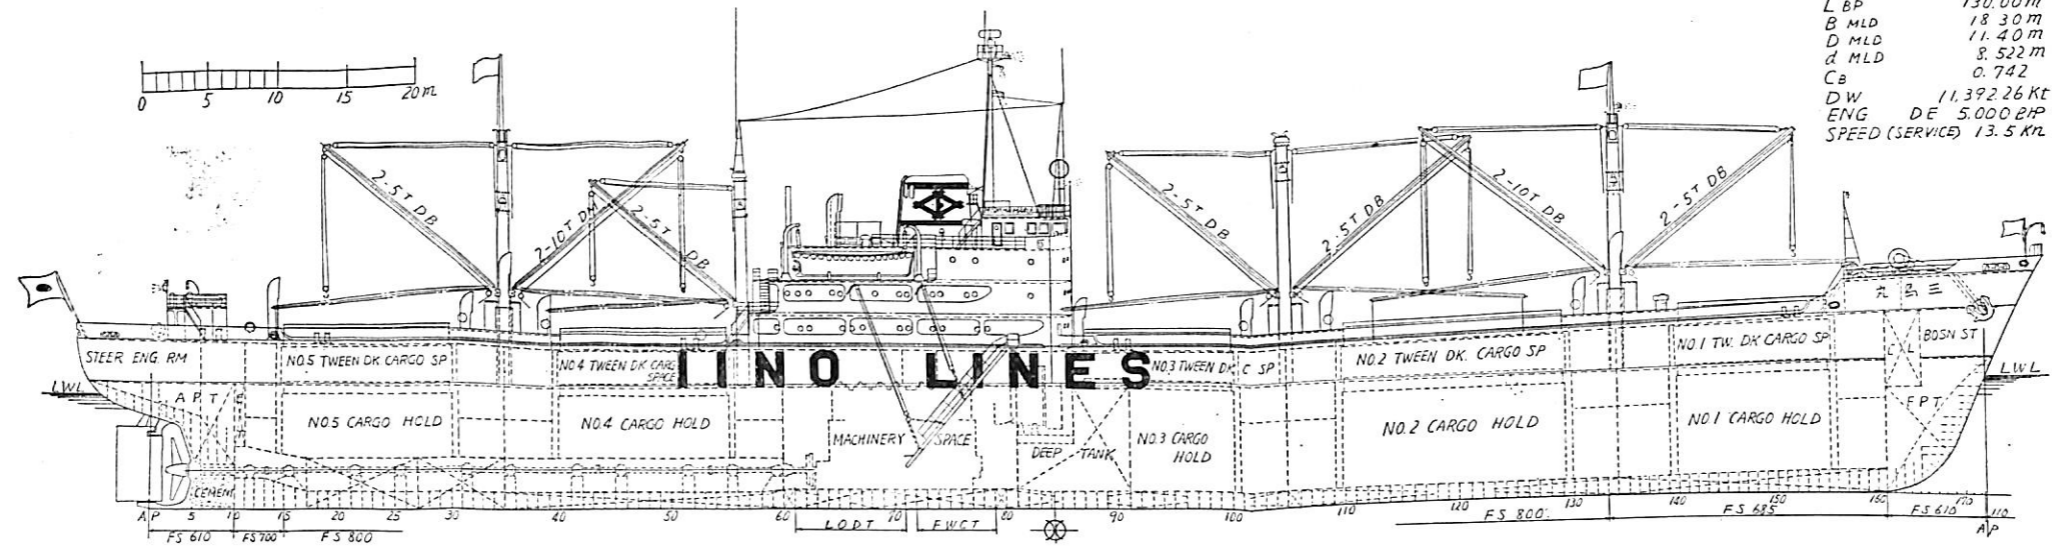 L BP 130.00m
B MLD 18 30m
D MLD 11.40m
d MLD 8.522m
CB 0.742
DW 11,392.26 Kt
ENG DE 5.000 BHP
SPEED (SERVICE) 13.5 Kn
0 5 10 15 20m
2-5T DB
2-10T DB
2-5T DB
2-5T DB
2-5T DB
2-10T DB
2-5T DB
三島丸
STEER ENG. RM
NO.5 TWEEN DK CARGO SP
NO.4 TWEEN DK CARG SPACE
IINO LINES
NO.3 TWEEN DK C SP
NO.2 TWEEN DK. CARGO SP
NO.1 TW. DK CARGO SP
C L
BOSN ST
LWL
LWL
A P T
F P T
NO.5 CARGO HOLD
NO.4 CARGO HOLD
MACHINERY SPACE
DEEP TANK
NO.3 CARGO HOLD
NO.2 CARGO HOLD
NO.1 CARGO HOLD
CEMENT
AP 5 10 15 20 25 30 40 50 60 70 80 90 100 110 120 130 140 150 160 170 110
FS 610 FS 700 FS 800 LODT FWCT FS 800 FS 685 FS 610